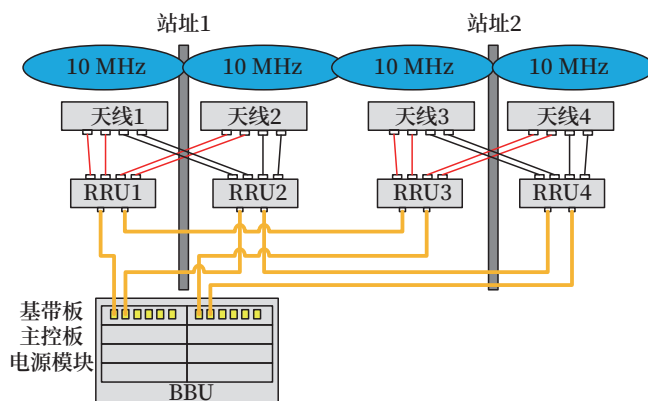 站址1 站址2
10 MHz 10 MHz 10 MHz 10 MHz
天线1 天线2 天线3 天线4
RRU1 RRU2 RRU3 RRU4
基带板
主控板
电源模块
BBU